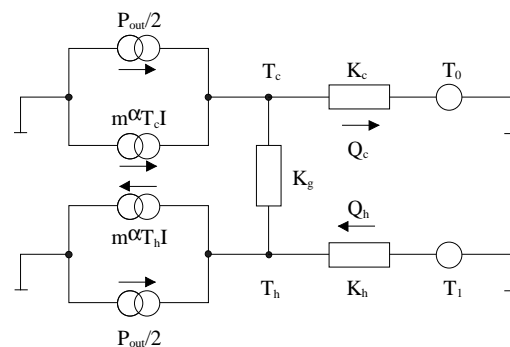 P_out/2
T_c K_c T_0
mαT_cI
Q_c
K_g
mαT_hI Q_h
T_h K_h T_1
P_out/2